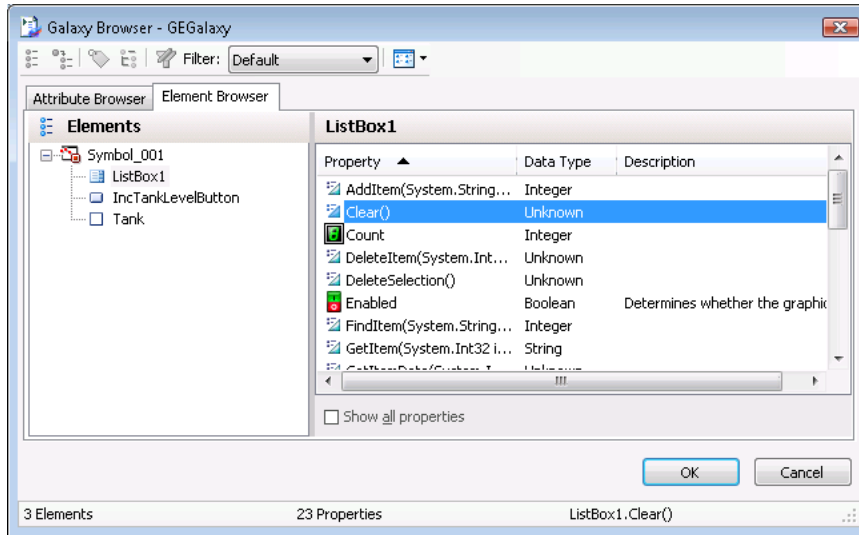 Galaxy Browser - GEGalaxy
Filter: Default
Attribute Browser Element Browser
Elements
ListBox1
Symbol_001
ListBox1
IncTankLevelButton
Tank
Property Data Type Description
AddItem(System.String... Integer
Clear() Unknown
Count Integer
DeleteItem(System.Int... Unknown
DeleteSelection() Unknown
Enabled Boolean Determines whether the graphic
FindItem(System.String... Integer
GetItem(System.Int32 i... String
Show all properties
OK Cancel
3 Elements 23 Properties ListBox1.Clear()